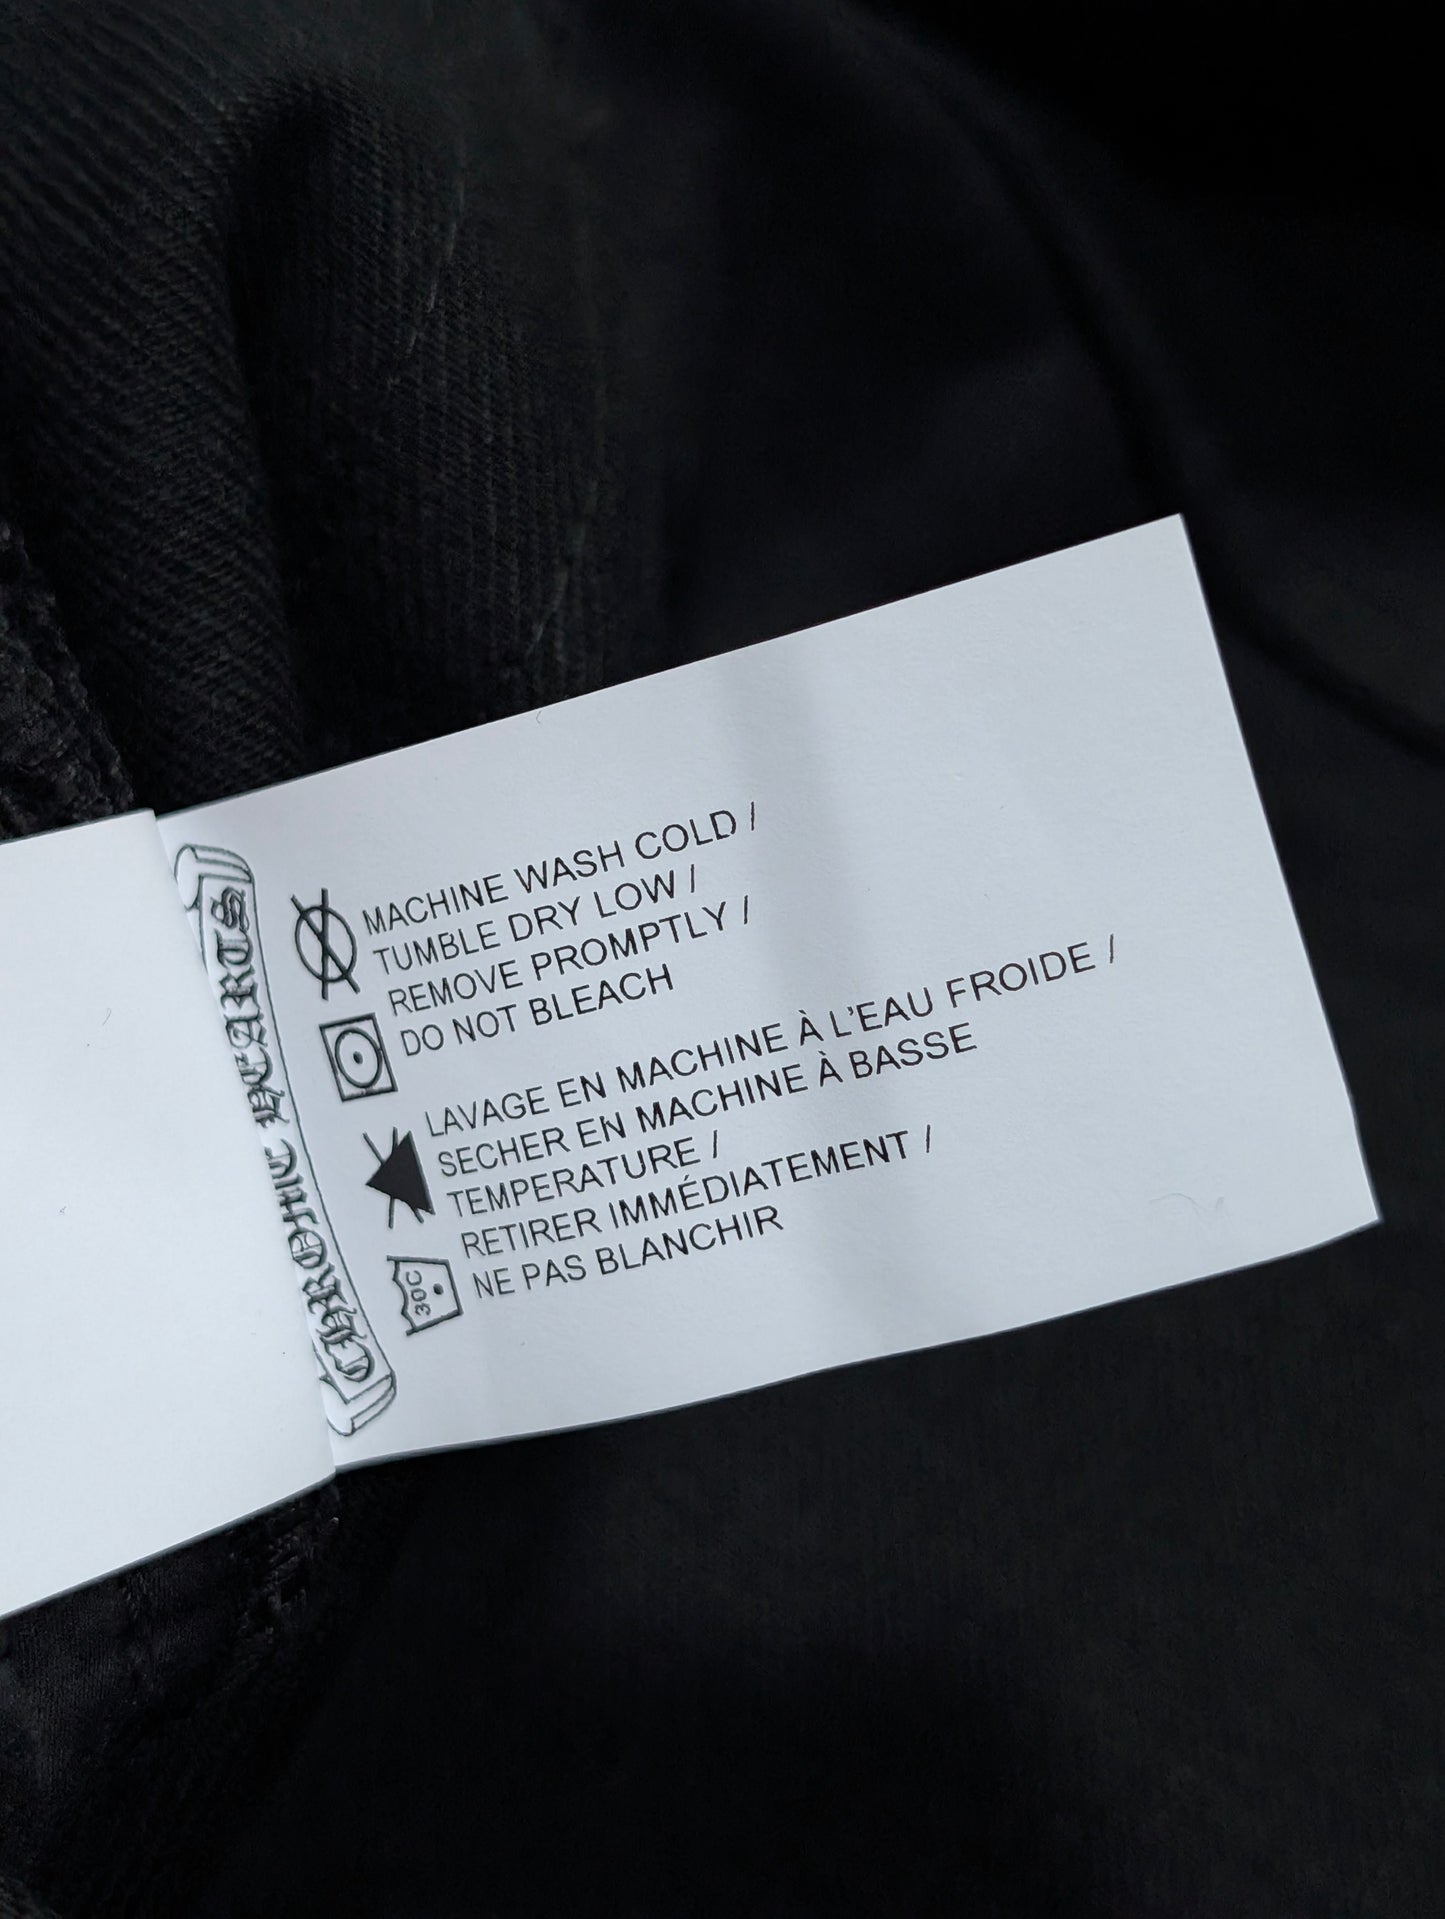 CHROME HEARTS
MACHINE WASH COLD /
TUMBLE DRY LOW /
REMOVE PROMPTLY /
DO NOT BLEACH
LAVAGE EN MACHINE À L'EAU FROIDE /
SECHER EN MACHINE À BASSE
TEMPERATURE /
RETIRER IMMÉDIATEMENT /
NE PAS BLANCHIR
30C